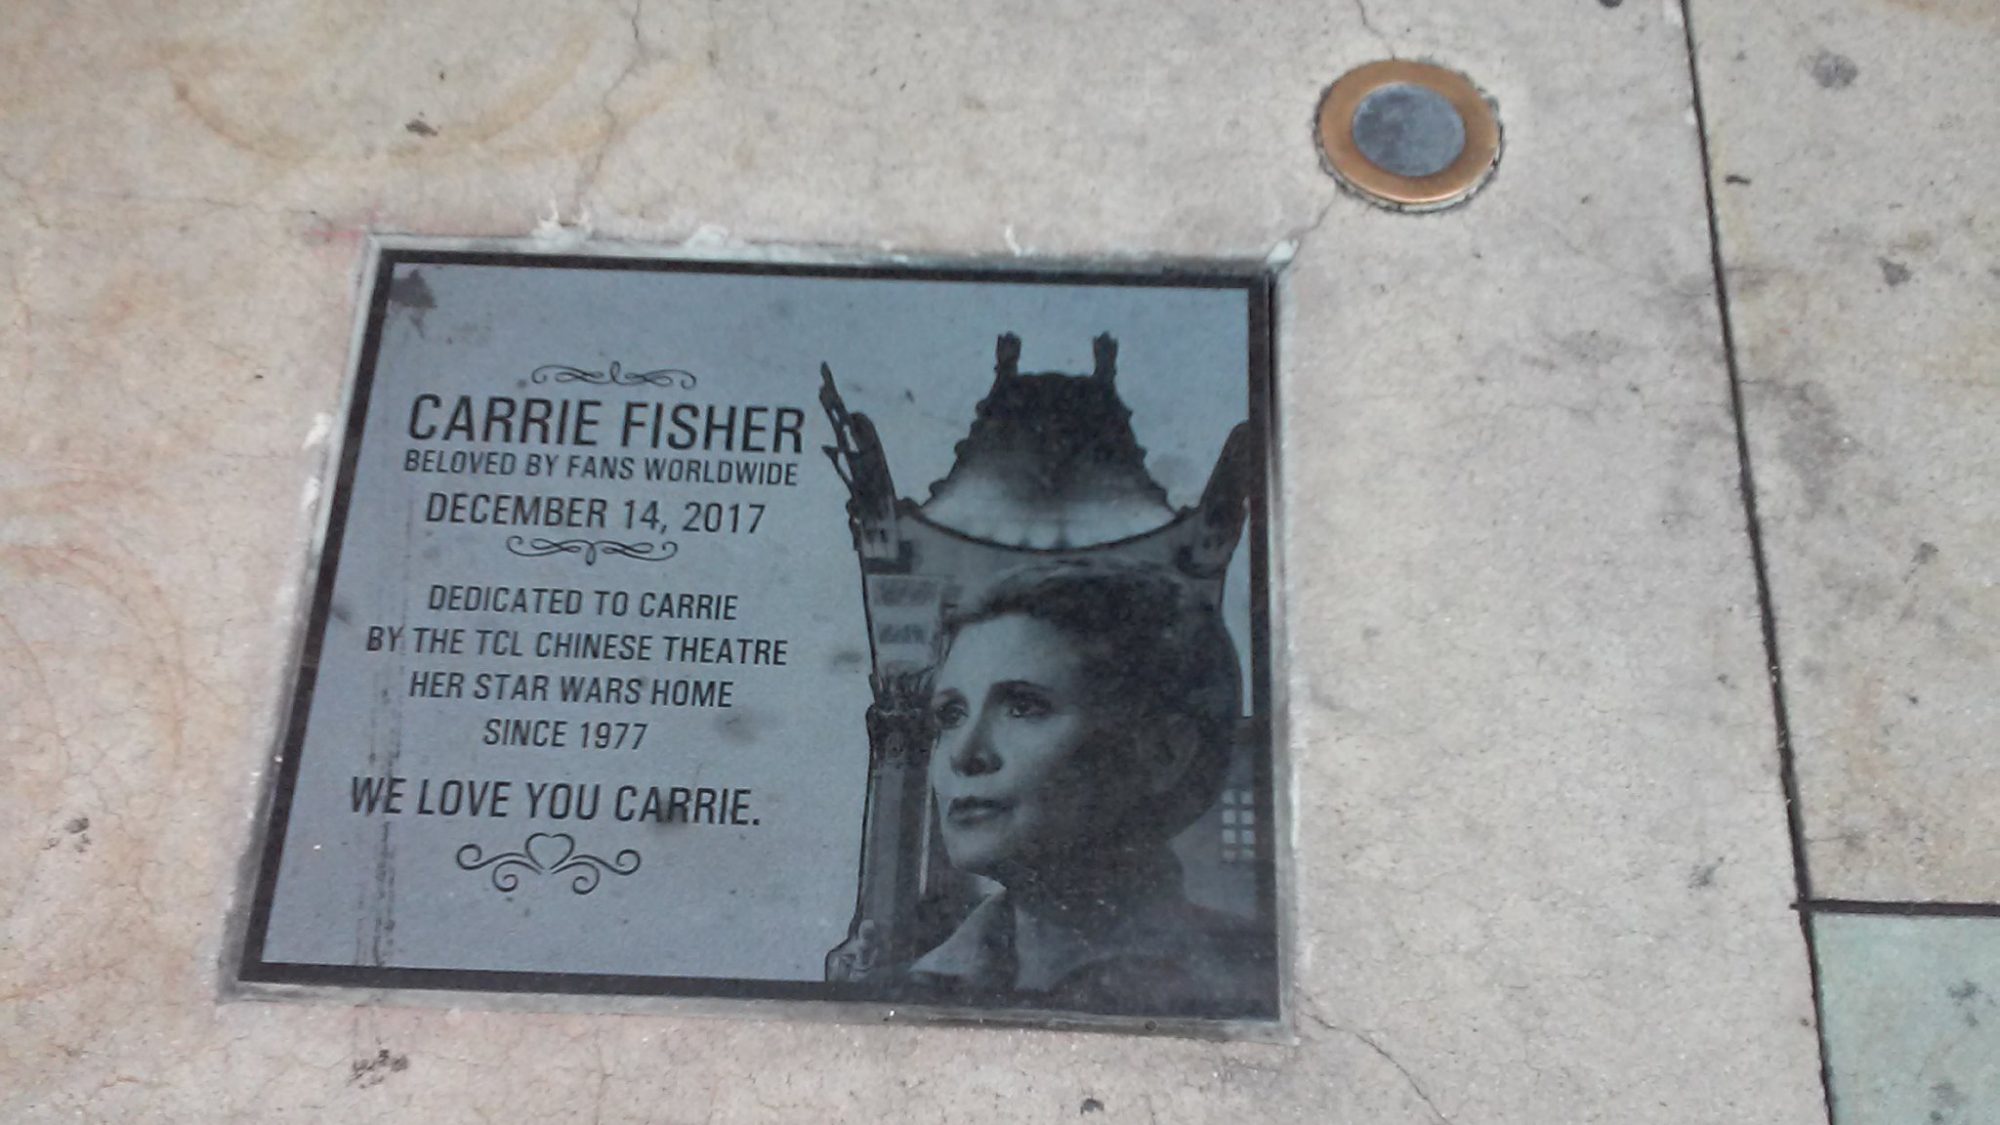 CARRIE FISHER
BELOVED BY FANS WORLDWIDE
DECEMBER 14, 2017
DEDICATED TO CARRIE
BY THE TCL CHINESE THEATRE
HER STAR WARS HOME
SINCE 1977
WE LOVE YOU CARRIE.